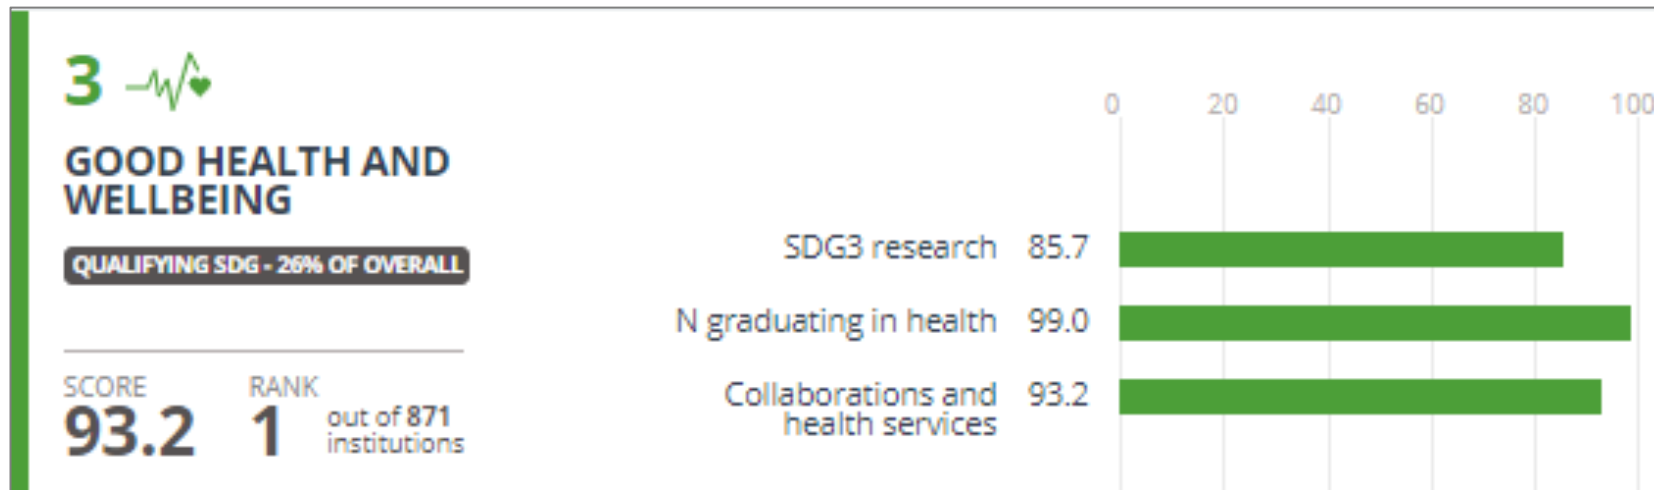 3
GOOD HEALTH AND
WELLBEING
QUALIFYING SDG - 26% OF OVERALL
SCORE
93.2
RANK
1
out of 871
institutions
0 20 40 60 80 100
SDG3 research 85.7
N graduating in health 99.0
Collaborations and 93.2
health services